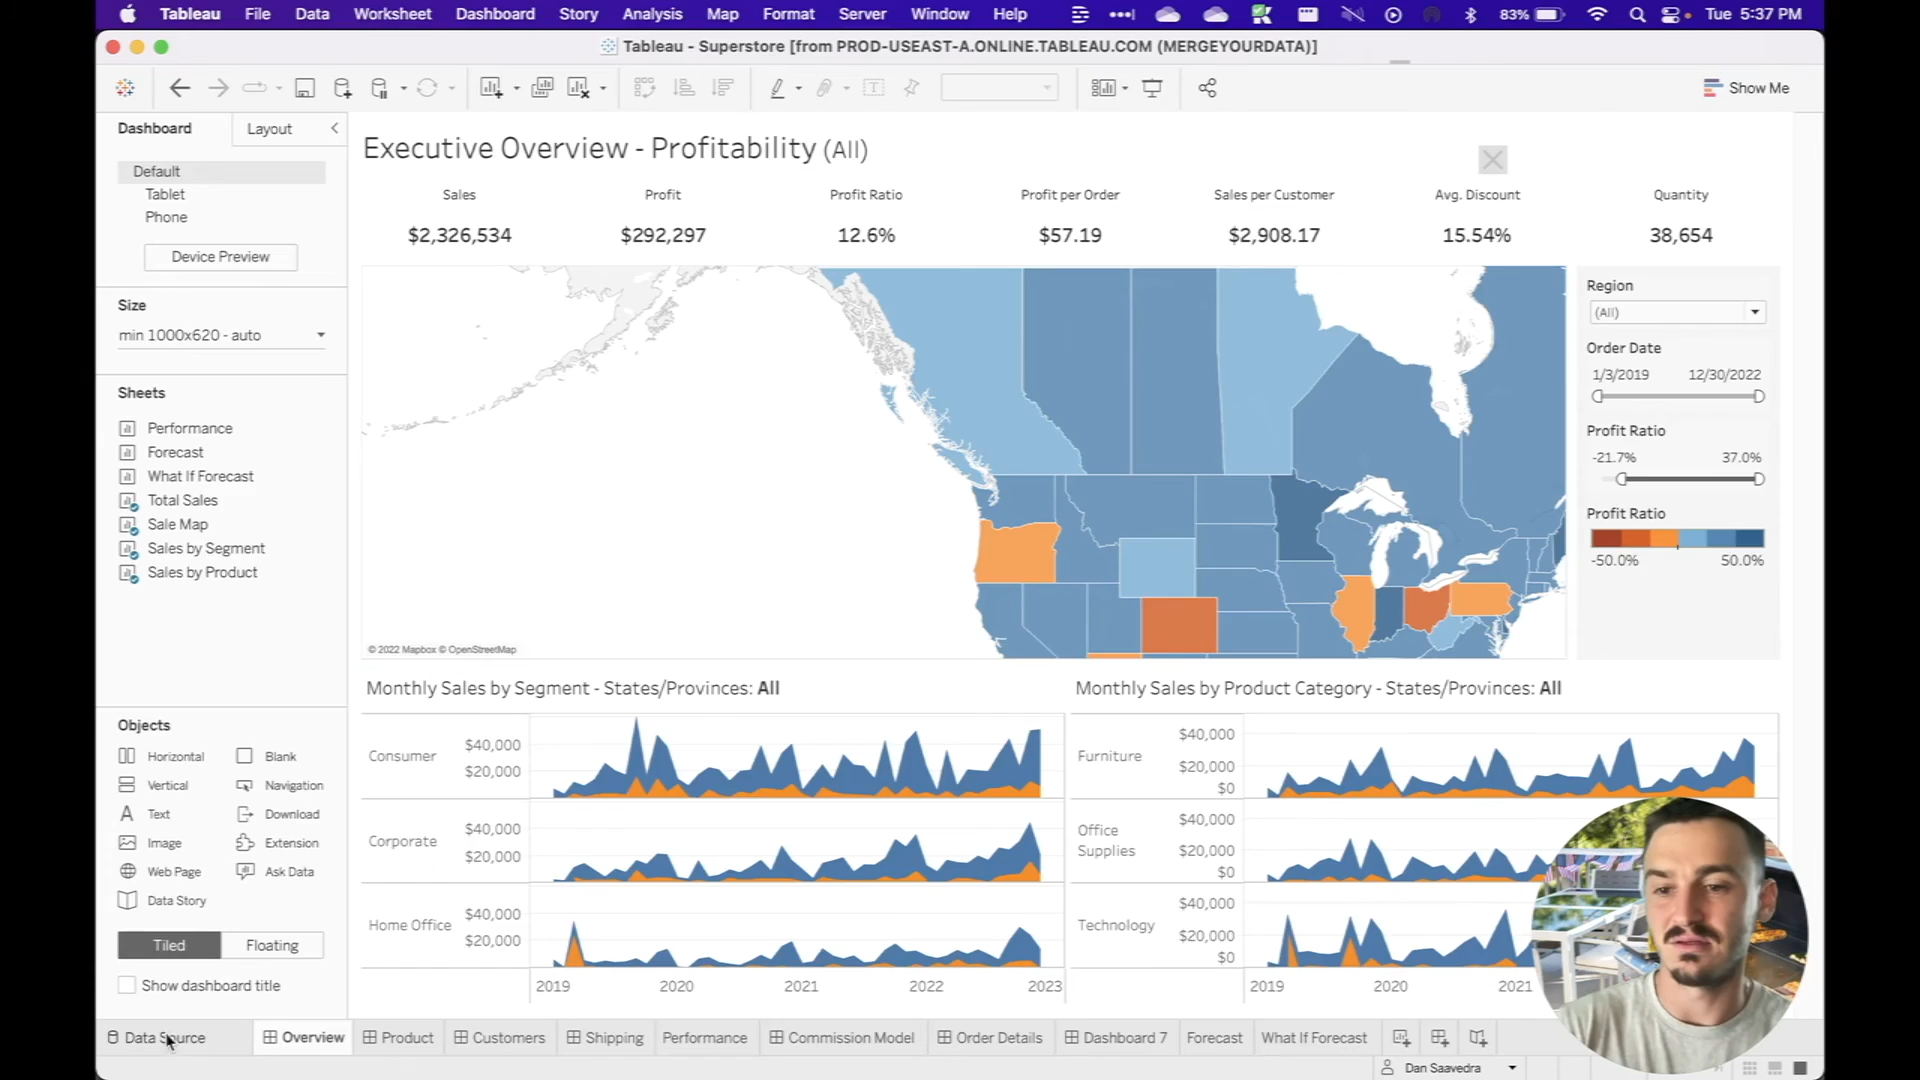 Tableau File Data Worksheet Dashboard Story Analysis Map Format Server Window Help 83% Tue 5:37 PM
Tableau - Superstore [from PROD-USEAST-A.ONLINE.TABLEAU.COM (MERGEYOURDATA)]
Show Me
Dashboard Layout
Default
Tablet
Phone
Device Preview
Size
min 1000x620 - auto
Sheets
Performance
Forecast
What If Forecast
Total Sales
Sale Map
Sales by Segment
Sales by Product
Objects
Horizontal Blank
Vertical Navigation
Text Download
Image Extension
Web Page Ask Data
Data Story
Tiled Floating
Show dashboard title
Executive Overview - Profitability (All)
Sales Profit Profit Ratio Profit per Order Sales per Customer Avg. Discount Quantity
$2,326,534 $292,297 12.6% $57.19 $2,908.17 15.54% 38,654
© 2022 Mapbox © OpenStreetMap
Region
(All)
Order Date
1/3/2019 12/30/2022
Profit Ratio
-21.7% 37.0%
Profit Ratio
-50.0% 50.0%
Monthly Sales by Segment - States/Provinces: All
Consumer
$40,000
$20,000
Corporate
$40,000
$20,000
Home Office
$40,000
$20,000
2019 2020 2021 2022 2023
Monthly Sales by Product Category - States/Provinces: All
Furniture
$40,000
$20,000
$0
Office
Supplies
$40,000
$20,000
$0
Technology
$40,000
$20,000
$0
2019 2020 2021
Data Source Overview Product Customers Shipping Performance Commission Model Order Details Dashboard 7 Forecast What If Forecast
Dan Saavedra